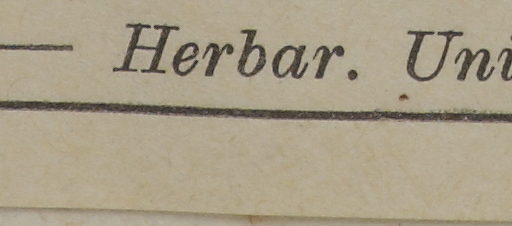 — Herbar. Uni